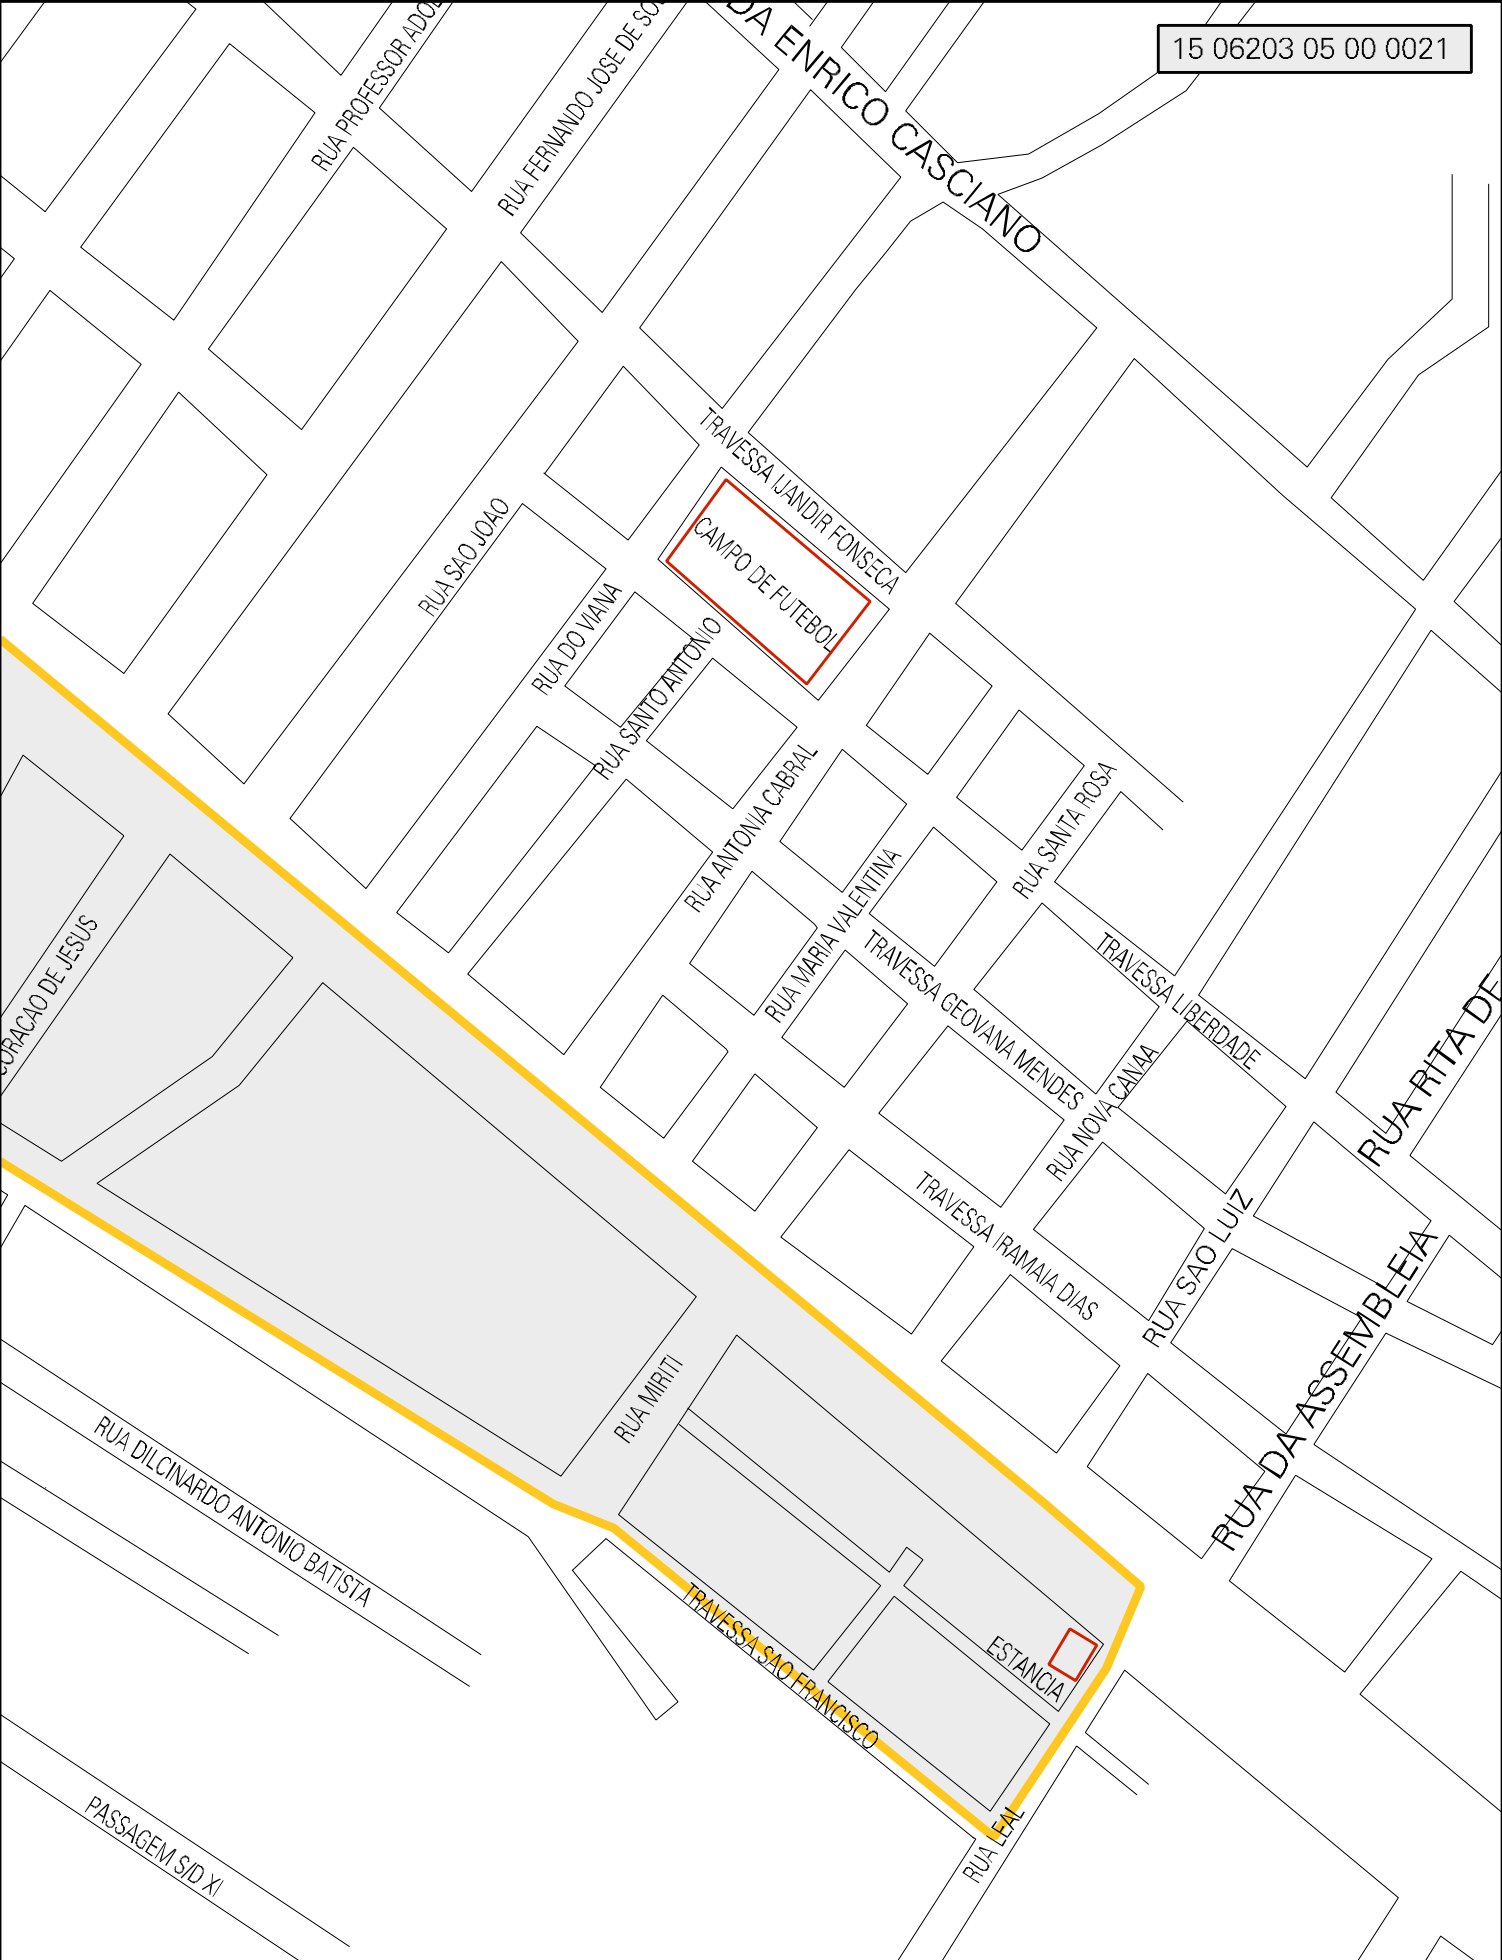 15 06203 05 00 0021
DA ENRICO CASCIANO
RUA PROFESSOR
RUA FERNANDO JOSE DE
TRAVESSA IJANDIR FONSECA
CAMPO DE FUTEBOL
RUA SAO JOAO
RUA DO VIANA
RUA SANTO ANTONIO
RUA ANTONIA CABRAL
RUA SANTA ROSA
RUA MARIA VALENTINA
TRAVESSA GEOVANA MENDES
TRAVESSA LIBERDADE
CORACAO DE JESUS
RUA RITA DE
RUA NOVA CANAA
TRAVESSA IRAMAIA DIAS
RUA SAO LUIZ
RUA DA ASSEMBLEIA
RUA MIRITI
RUA DILCINARDO ANTONIO BATISTA
TRAVESSA SAO FRANCISCO
ESTANCIA
RUA LEAL
PASSAGEM S/D XI